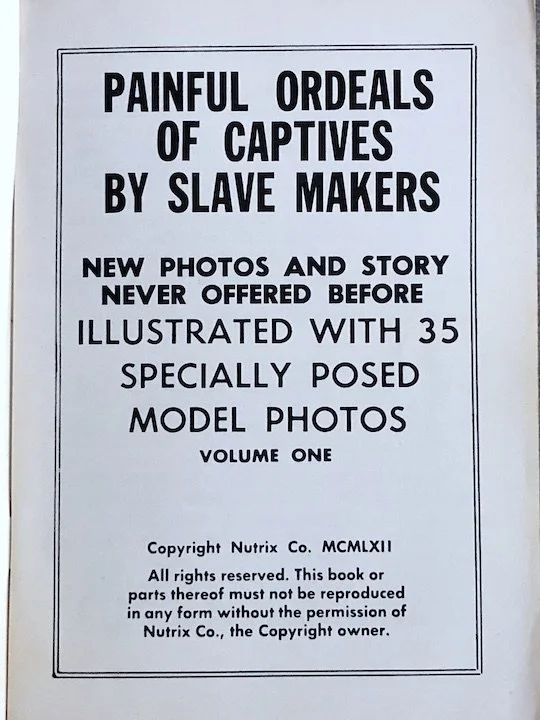 PAINFUL ORDEALS
OF CAPTIVES
BY SLAVE MAKERS
NEW PHOTOS AND STORY
NEVER OFFERED BEFORE
ILLUSTRATED WITH 35
SPECIALLY POSED
MODEL PHOTOS
VOLUME ONE
Copyright Nutrix Co. MCMLXII
All rights reserved. This book or
parts thereof must not be reproduced
in any form without the permission of
Nutrix Co., the Copyright owner.